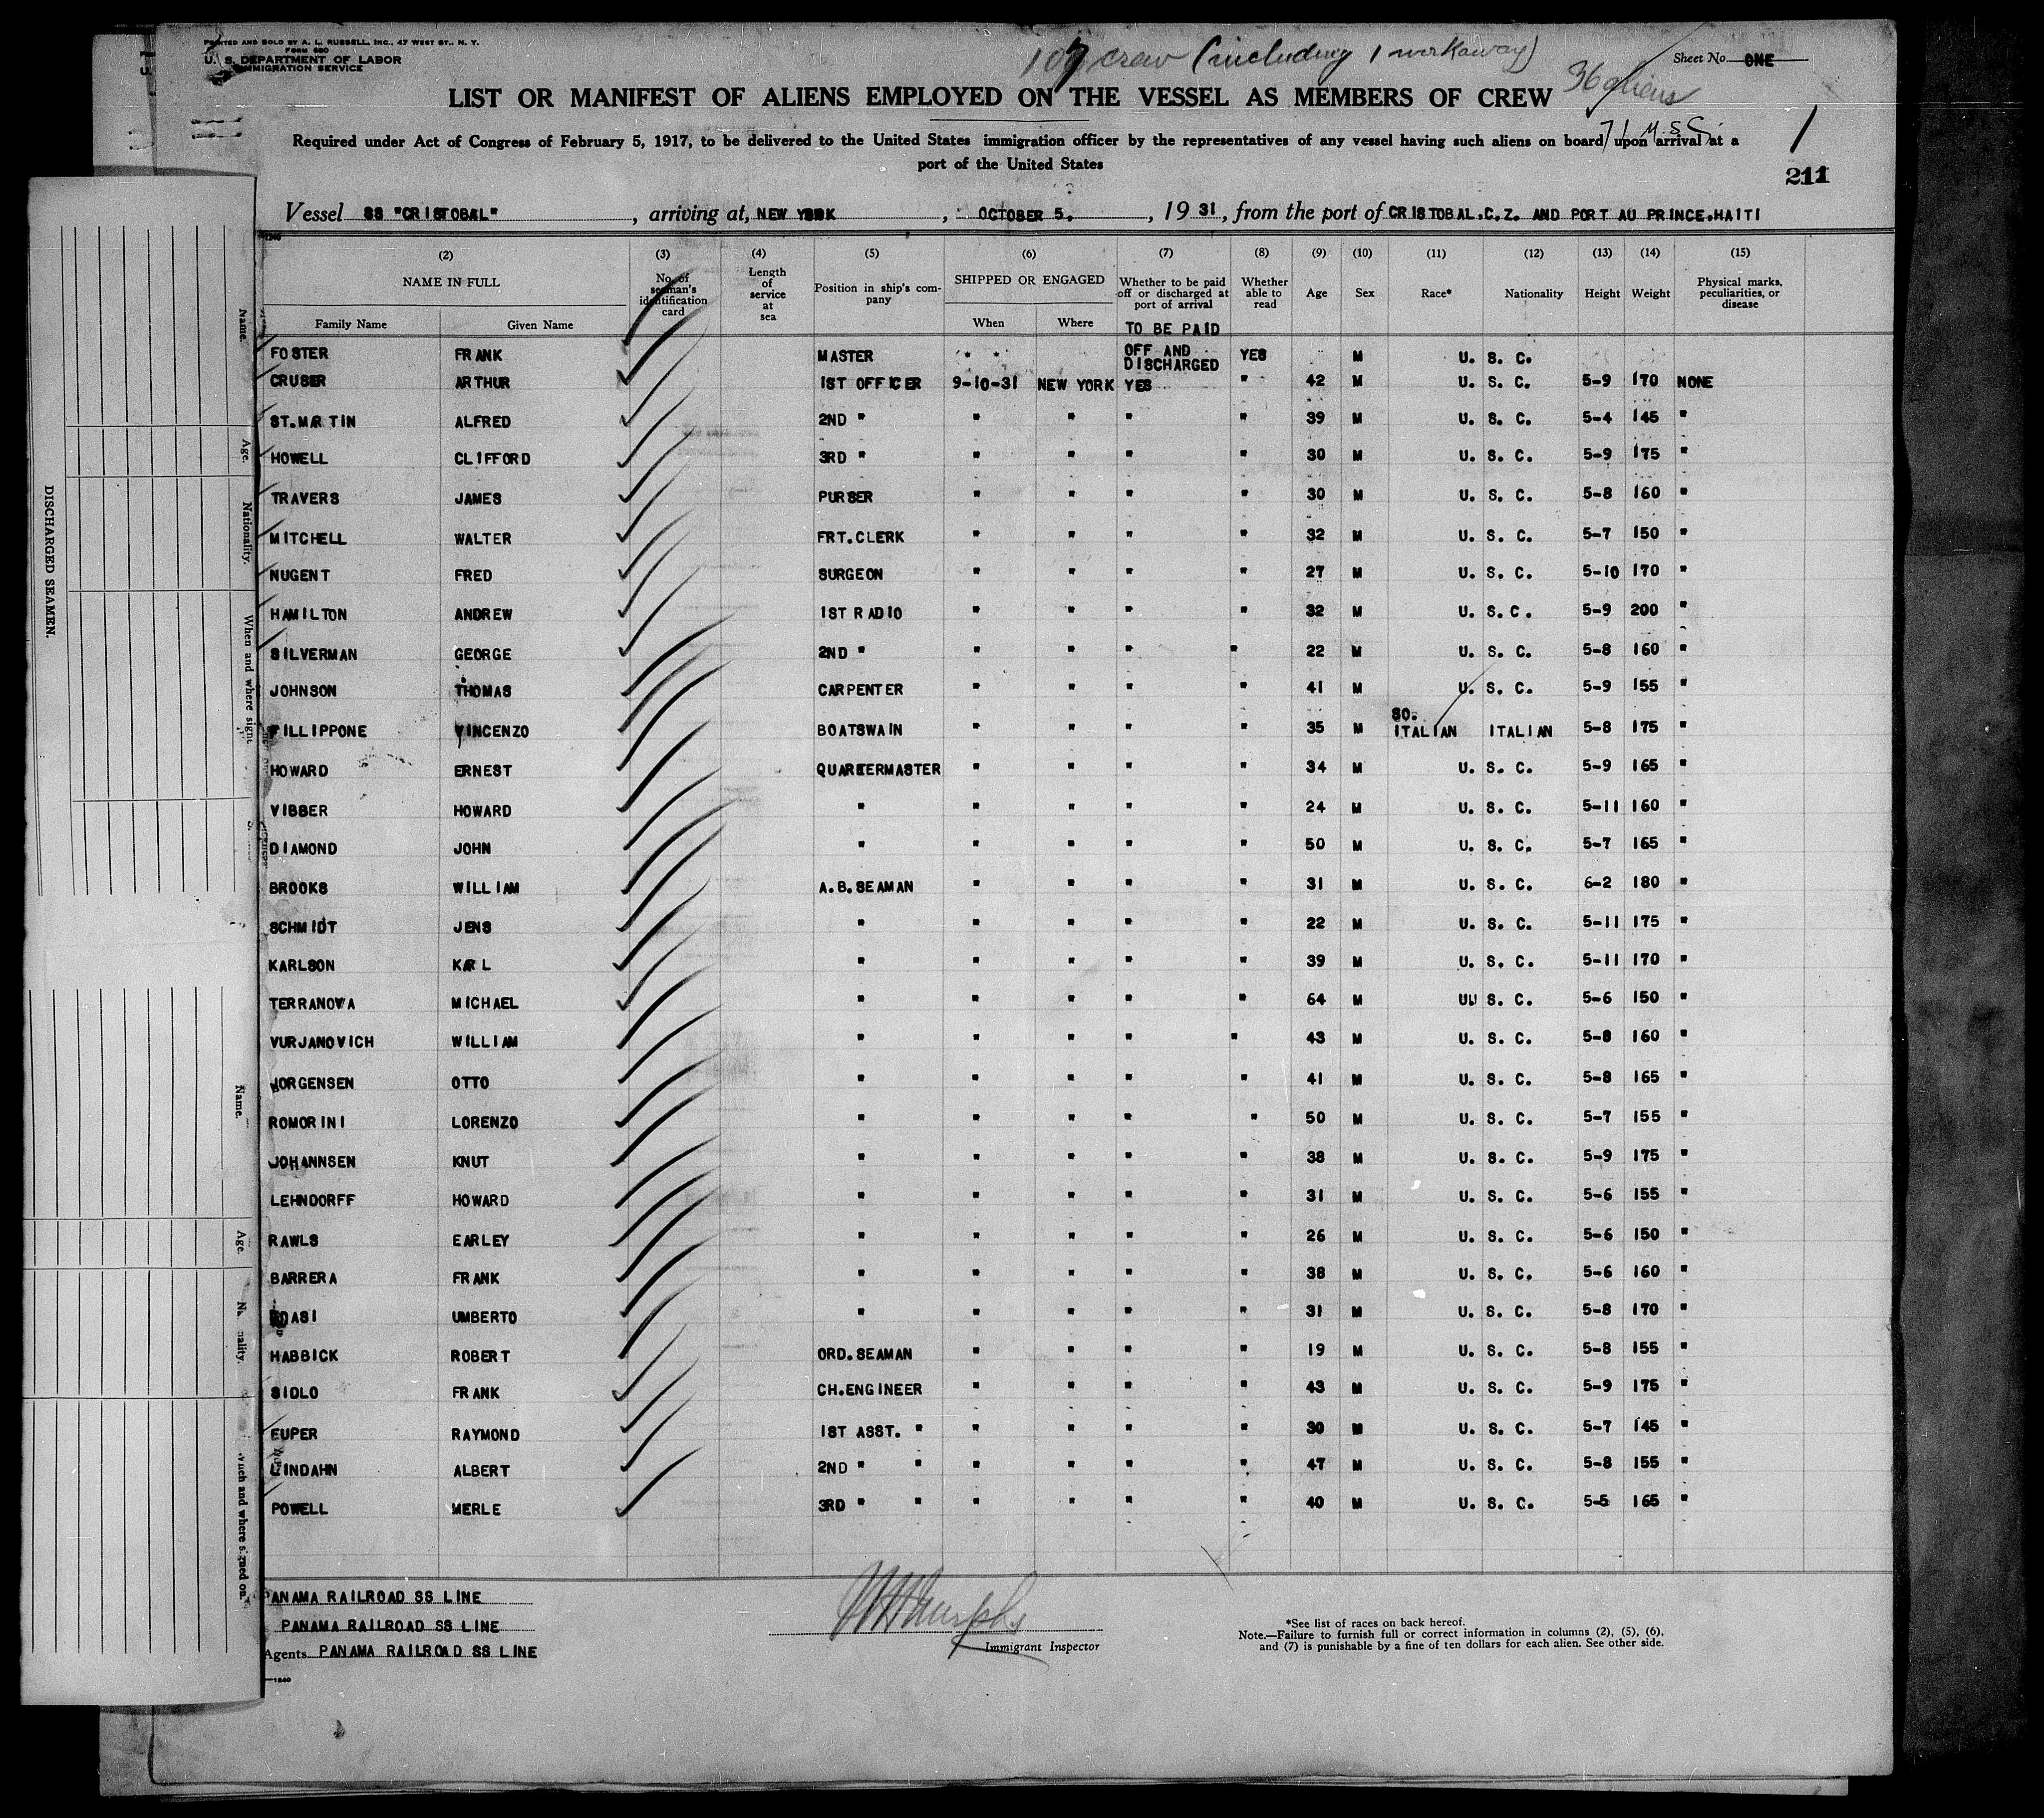 PRINTED AND SOLD BY A. L. RUSSELL, INC., 47 WEST ST., N. Y.
FORM 680
U. S. DEPARTMENT OF LABOR
IMMIGRATION SERVICE
107 crew (including 1 workaway)
36 aliens
Sheet No. ONE
LIST OR MANIFEST OF ALIENS EMPLOYED ON THE VESSEL AS MEMBERS OF CREW
71 U.S.C.
1
Required under Act of Congress of February 5, 1917, to be delivered to the United States immigration officer by the representatives of any vessel having such aliens on board upon arrival at a
port of the United States
211
Vessel SS "CRISTOBAL", arriving at, NEW YORK, OCTOBER 5, 1931, from the port of CRISTOBAL.C.Z. AND PORT AU PRINCE.HAITI
(2) (3) (4) (5) (6) (7) (8) (9) (10) (11) (12) (13) (14) (15)
NAME IN FULL No. of seaman's identification card Length of service at sea Position in ship's company SHIPPED OR ENGAGED Whether to be paid off or discharged at port of arrival Whether able to read Age Sex Race* Nationality Height Weight Physical marks, peculiarities, or disease
Family Name Given Name When Where
TO BE PAID OFF AND DISCHARGED
FOSTER FRANK MASTER " " YES M U. S. C.
CRUSER ARTHUR 1ST OFFICER 9-10-31 NEW YORK YES " 42 M U. S. C. 5-9 170 NONE
ST.MARTIN ALFRED 2ND " " " " " 39 M U. S. C. 5-4 145 "
HOWELL CLIFFORD 3RD " " " " " 30 M U. S. C. 5-9 175 "
TRAVERS JAMES PURSER " " " " 30 M U. S. C. 5-8 160 "
MITCHELL WALTER FRT.CLERK " " " " 32 M U. S. C. 5-7 150 "
NUGENT FRED SURGEON " " " " 27 M U. S. C. 5-10 170 "
HAMILTON ANDREW 1ST RADIO " " " " 32 M U. S. C. 5-9 200 "
SILVERMAN GEORGE 2ND " " " " " 22 M U. S. C. 5-8 160 "
JOHNSON THOMAS CARPENTER " " " " 41 M U. S. C. 5-9 155 "
FILLIPPONE VINCENZO BOATSWAIN " " " " 35 M SO. ITALIAN ITALIAN 5-8 175 "
HOWARD ERNEST QUARTERMASTER " " " " 34 M U. S. C. 5-9 165 "
VIBBER HOWARD " " " " " 24 M U. S. C. 5-11 160 "
DIAMOND JOHN " " " " " 50 M U. S. C. 5-7 165 "
BROOKS WILLIAM A.B.SEAMAN " " " " 31 M U. S. C. 6-2 180 "
SCHMIDT JENS " " " " " 22 M U. S. C. 5-11 175 "
KARLSON KARL " " " " " 39 M U. S. C. 5-11 170 "
TERRANOVA MICHAEL " " " " " 64 M U. S. C. 5-6 150 "
VURJANOVICH WILLIAM " " " " " 43 M U. S. C. 5-8 160 "
JORGENSEN OTTO " " " " " 41 M U. S. C. 5-8 165 "
ROMORINI LORENZO " " " " " 50 M U. S. C. 5-7 155 "
JOHANNSEN KNUT " " " " " 38 M U. S. C. 5-9 175 "
LEHNDORFF HOWARD " " " " " 31 M U. S. C. 5-6 155 "
RAWLS EARLEY " " " " " 26 M U. S. C. 5-6 150 "
BARRERA FRANK " " " " " 38 M U. S. C. 5-6 160 "
UMBERTO " " " " " 31 M U. S. C. 5-8 170 "
HABBICK ROBERT ORD.SEAMAN " " " " 19 M U. S. C. 5-8 155 "
SIDLO FRANK CH.ENGINEER " " " " 43 M U. S. C. 5-9 175 "
EUPER RAYMOND 1ST ASST. " " " " " 30 M U. S. C. 5-7 145 "
LINDAHN ALBERT 2ND " " " " " " 47 M U. S. C. 5-8 155 "
POWELL MERLE 3RD " " " " " " 40 M U. S. C. 5-5 165 "
PANAMA RAILROAD SS LINE
PANAMA RAILROAD SS LINE
Agents PANAMA RAILROAD SS LINE
Murphy
Immigrant Inspector
*See list of races on back hereof.
Note.—Failure to furnish full or correct information in columns (2), (5), (6),
and (7) is punishable by a fine of ten dollars for each alien. See other side.
—1240
DISCHARGED SEAMEN.
Name.
Age.
Nationality.
When and where
Name.
Age.
when and where signed on.